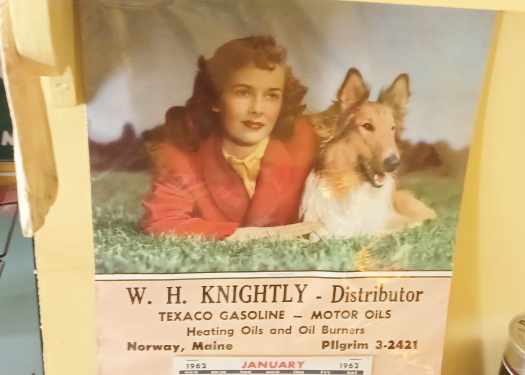 W. H. KNIGHTLY - Distributor
TEXACO GASOLINE — MOTOR OILS
Heating Oils and Oil Burners
Norway, Maine PIlgrim 3-2421
1962 JANUARY 1962